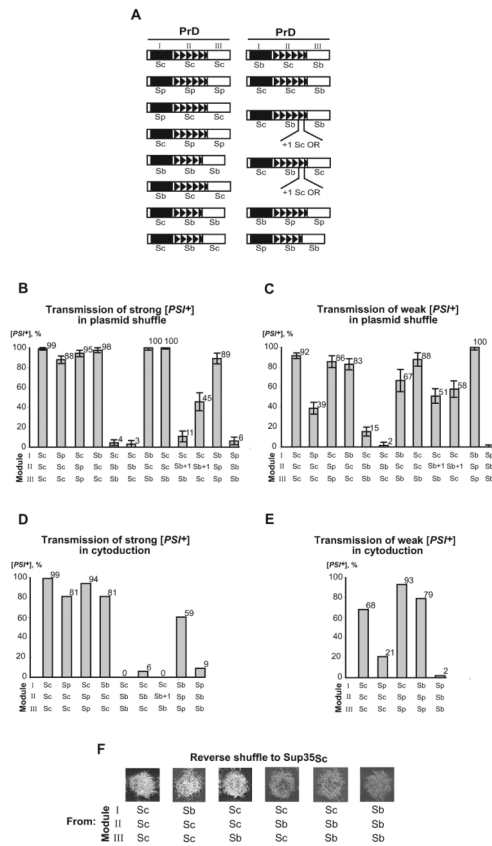 A
PrD
I II III
Sc Sc Sc
Sp Sp Sp
Sp Sc Sc
Sc Sp Sp
Sb Sb Sb
Sb Sc Sc
Sc Sb Sb
Sc Sb Sc
PrD
I II III
Sb Sc Sb
Sc Sc Sb
Sc Sb Sb
+1 Sc OR
Sc Sb Sc
+1 Sc OR
Sb Sp Sp
Sp Sb Sb
B
Transmission of strong [PSI+]
in plasmid shuffle
[PSI+], %
100
80
60
40
20
0
99 88 95 98 4 3 100 100 11 45 89 6
Module
I Sc Sp Sc Sb Sc Sc Sb Sc Sc Sc Sb Sp
II Sc Sp Sp Sc Sb Sb Sc Sc Sb+1 Sb+1 Sp Sb
III Sc Sp Sp Sc Sb Sc Sb Sb Sb Sc Sp Sb
C
Transmission of weak [PSI+]
in plasmid shuffle
[PSI+], %
100
80
60
40
20
0
92 39 86 83 15 2 67 88 51 58 100
Module
I Sc Sp Sc Sb Sc Sc Sb Sc Sc Sc Sb Sp
II Sc Sp Sp Sc Sb Sb Sc Sc Sb+1 Sb+1 Sp Sb
III Sc Sp Sp Sc Sb Sc Sb Sb Sb Sc Sp Sb
D
Transmission of strong [PSI+]
in cytoduction
[PSI+], %
100
80
60
40
20
0
99 81 94 81 0 6 0 59 9
Module
I Sc Sp Sc Sb Sc Sc Sc Sb Sp
II Sc Sp Sp Sc Sb Sb Sb+1 Sp Sb
III Sc Sp Sp Sc Sb Sc Sb Sp Sb
E
Transmission of weak [PSI+]
in cytoduction
[PSI+], %
100
80
60
40
20
0
68 21 93 79 2
Module
I Sc Sp Sc Sb Sp
II Sc Sp Sp Sp Sb
III Sc Sp Sp Sp Sb
F
Reverse shuffle to Sup35Sc
From:
Module
I Sc Sb Sc Sc Sc Sb
II Sc Sc Sc Sb Sb Sb
III Sc Sc Sb Sb Sc Sb